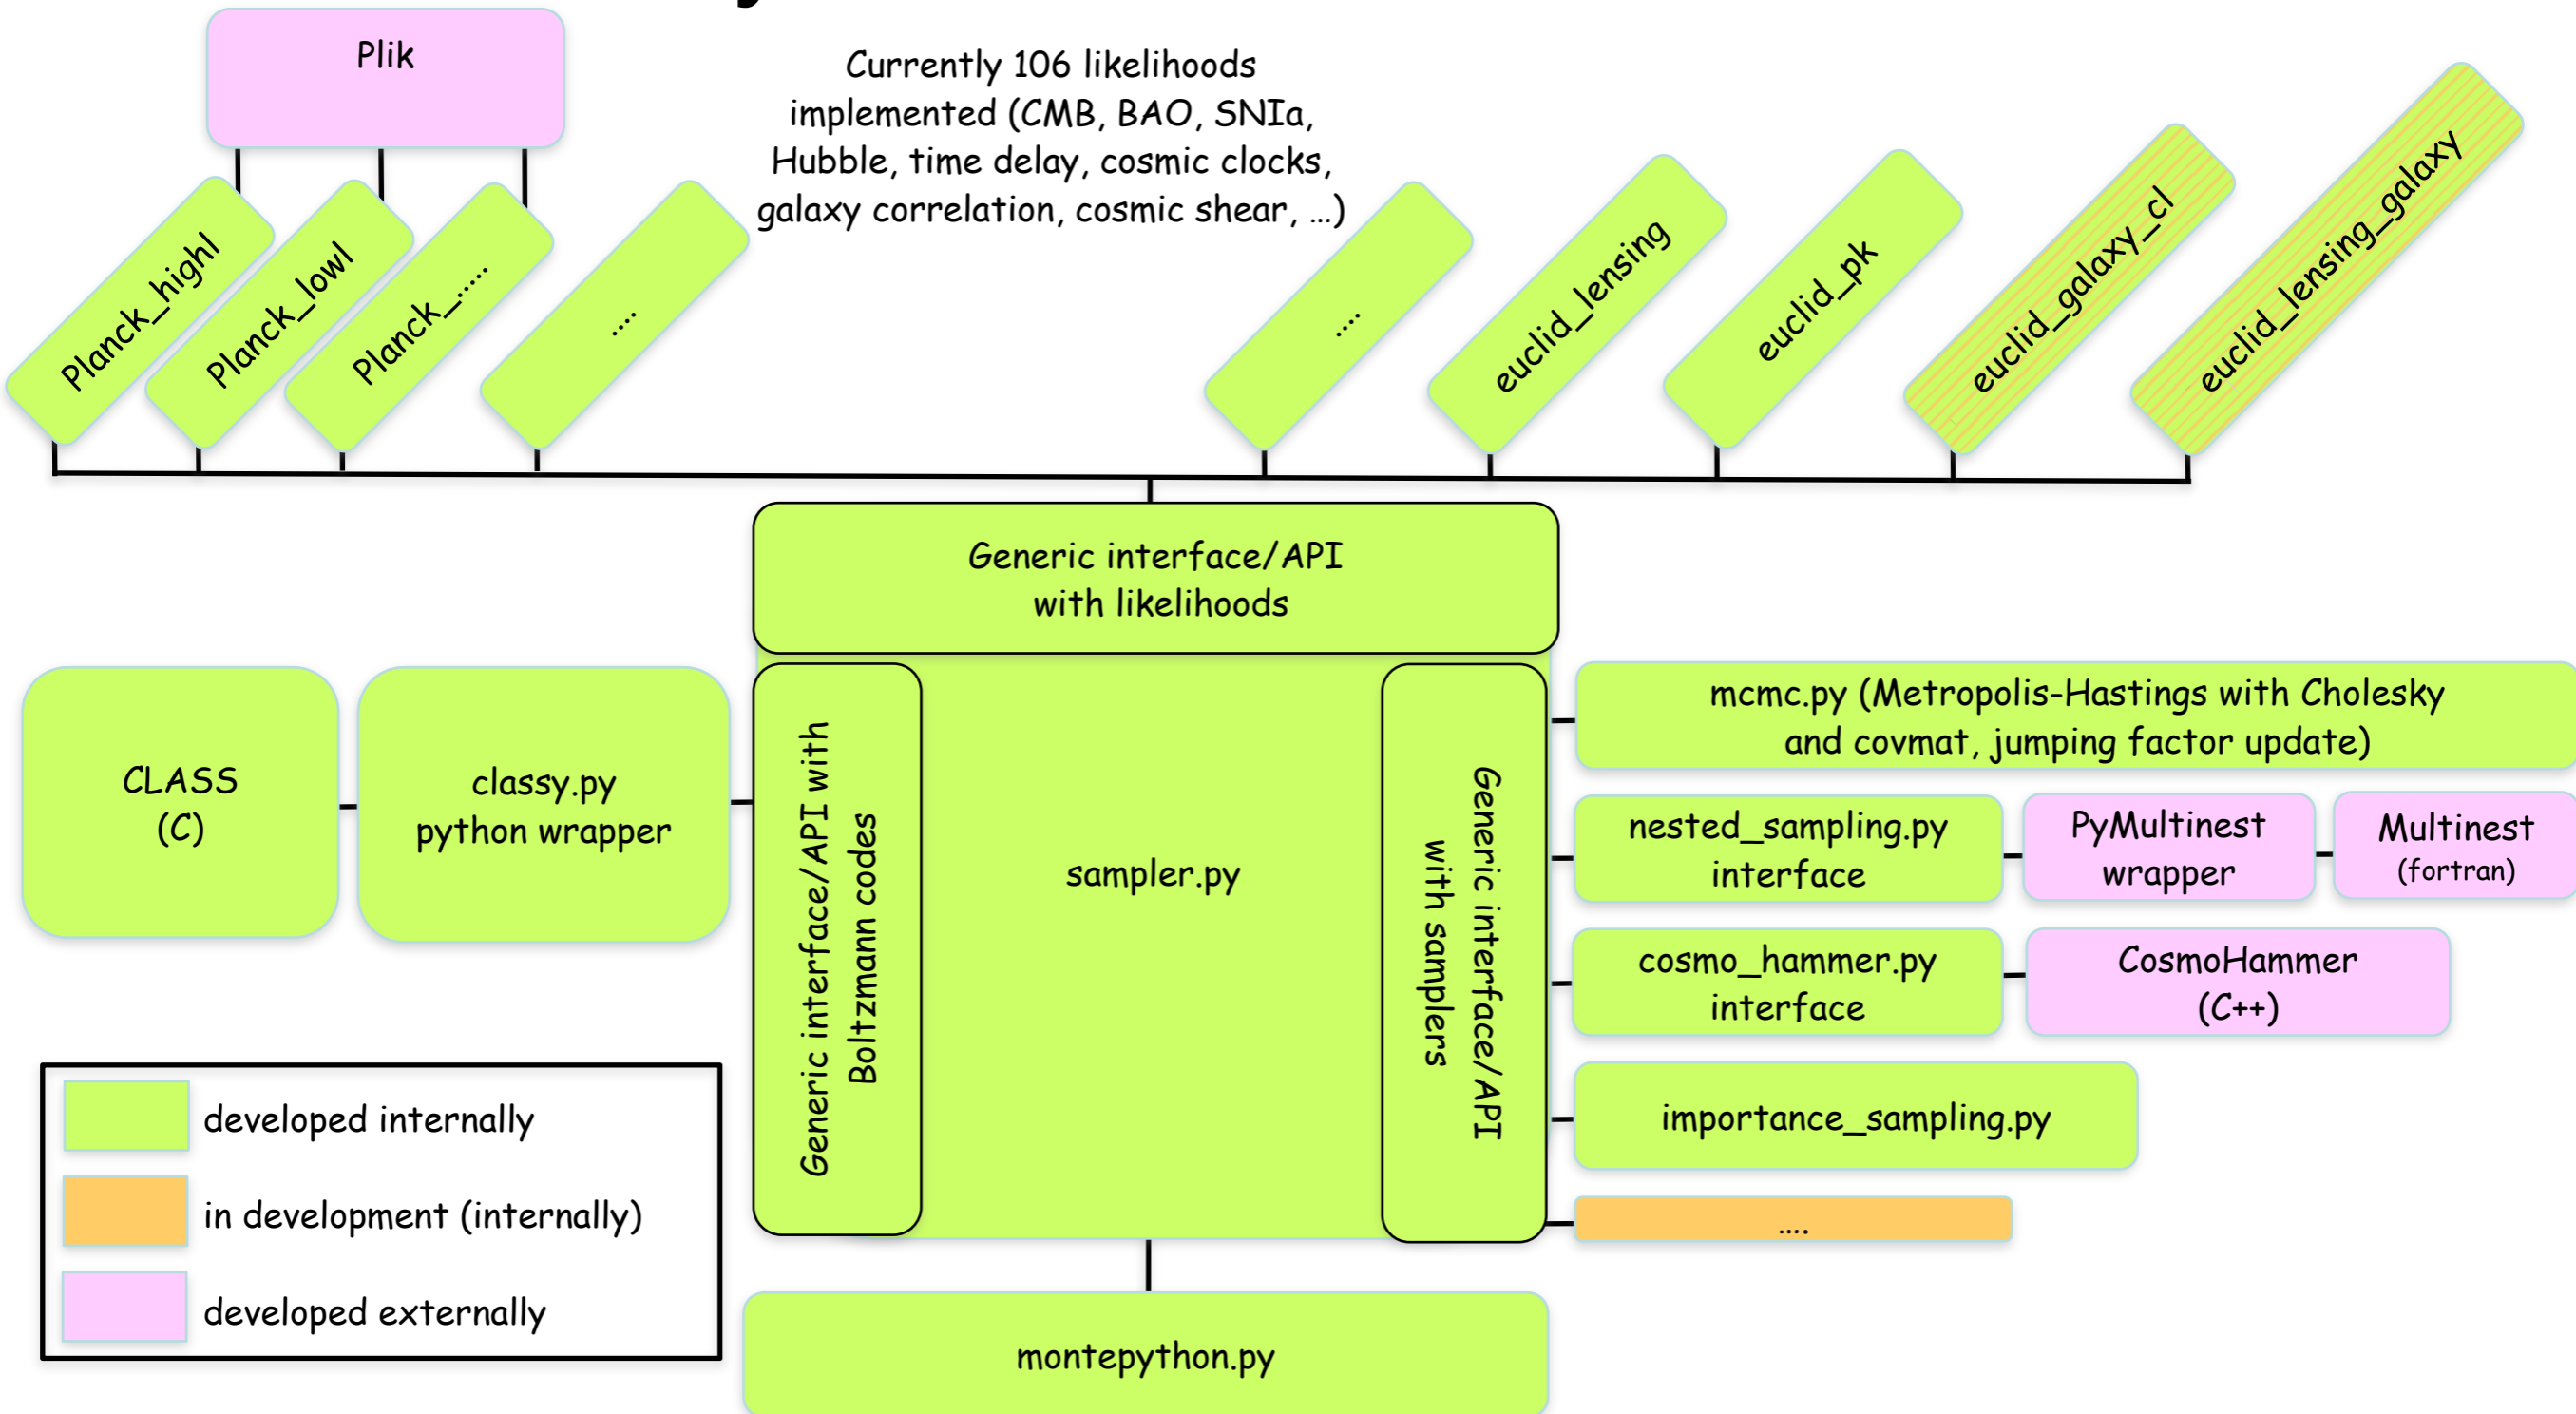 Plik
Currently 106 likelihoods
implemented (CMB, BAO, SNIa,
Hubble, time delay, cosmic clocks,
galaxy correlation, cosmic shear, …)
Planck_highl
Planck_lowl
Planck_…..
….
….
euclid_lensing
euclid_pk
euclid_galaxy_cl
euclid_lensing_galaxy
Generic interface/API
with likelihoods
CLASS
(C)
classy.py
python wrapper
Generic interface/API with
Boltzmann codes
sampler.py
Generic interface/API
with samplers
mcmc.py (Metropolis-Hastings with Cholesky
and covmat, jumping factor update)
nested_sampling.py
interface
PyMultinest
wrapper
Multinest
(fortran)
cosmo_hammer.py
interface
CosmoHammer
(C++)
importance_sampling.py
….
developed internally
in development (internally)
developed externally
montepython.py